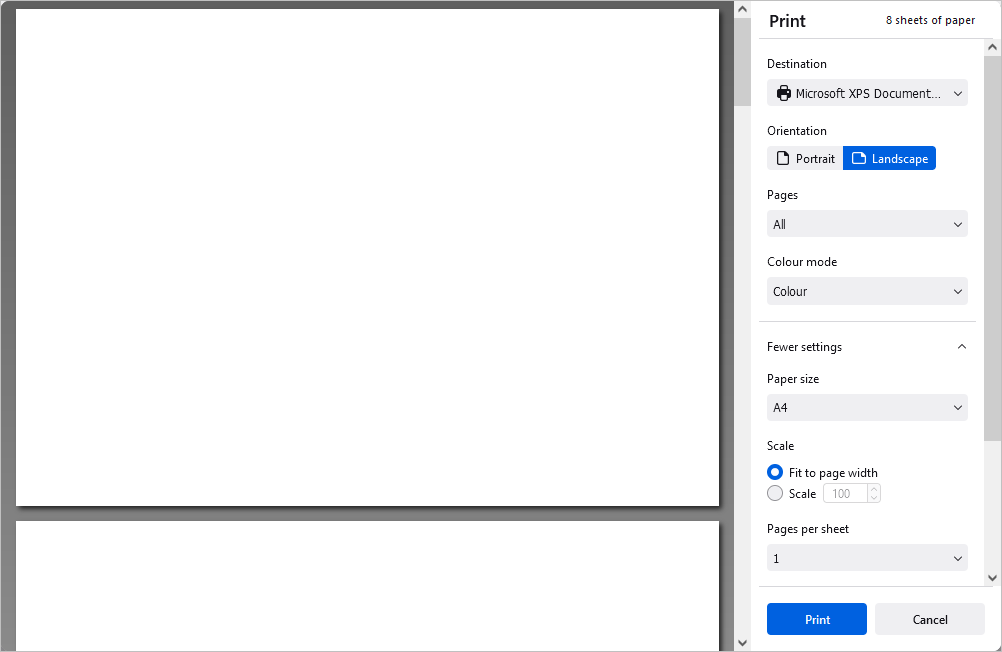 Print
8 sheets of paper
Destination
Microsoft XPS Document...
Orientation
Portrait
Landscape
Pages
All
Colour mode
Colour
Fewer settings
Paper size
A4
Scale
Fit to page width
Scale
100
Pages per sheet
1
Print
Cancel